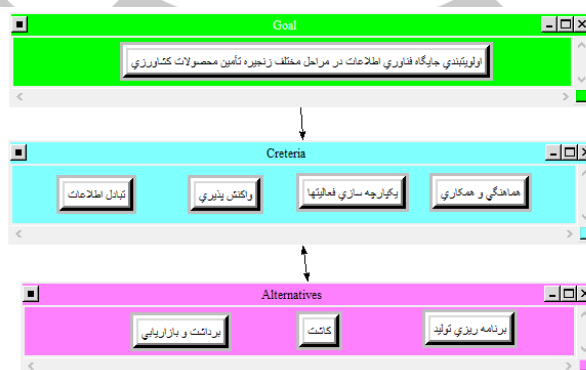 Goal
اولويتبندي جايگاه فناوري اطلاعات در مراحل مختلف زنجيره تأمين محصولات كشاورزي
Creteria
هماهنگي و همكاري
يكپارچه سازي فعاليتها
واكنش پذيري
تبادل اطلاعات
Alternatives
برنامه ريزي توليد
كاشت
برداشت و بازاريابي